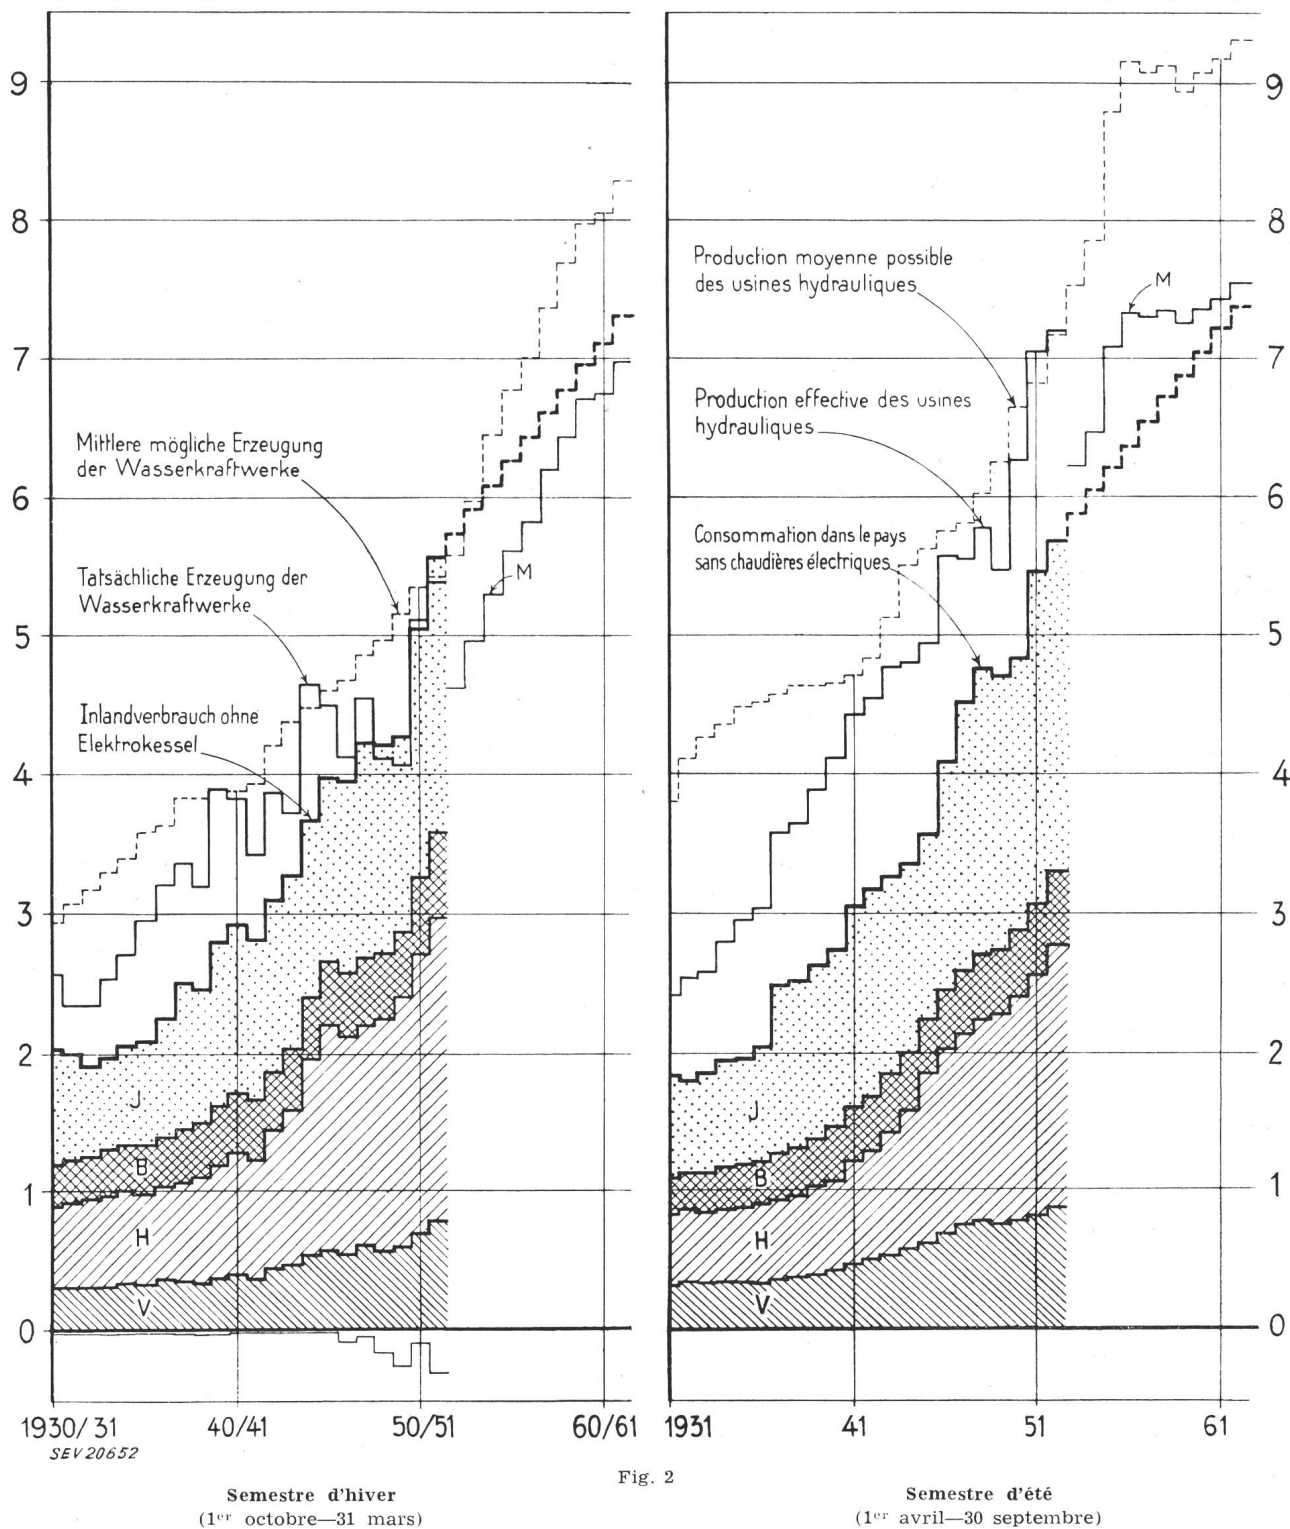 9
8
7
6
5
4
3
2
1
0
Mittlere mögliche Erzeugung
der Wasserkraftwerke
Tatsächliche Erzeugung der
Wasserkraftwerke
Inlandverbrauch ohne
Elektrokessel
M
J
B
H
V
1930/31 40/41 50/51 60/61
SEV 20652
Production moyenne possible
des usines hydrauliques
M
Production effective des usines
hydrauliques
Consommation dans le pays
sans chaudières électriques
J
B
H
V
9
8
7
6
5
4
3
2
1
0
1931 41 51 61
Fig. 2
Semestre d'hiver
(1er octobre—31 mars)
Semestre d'été
(1er avril—30 septembre)